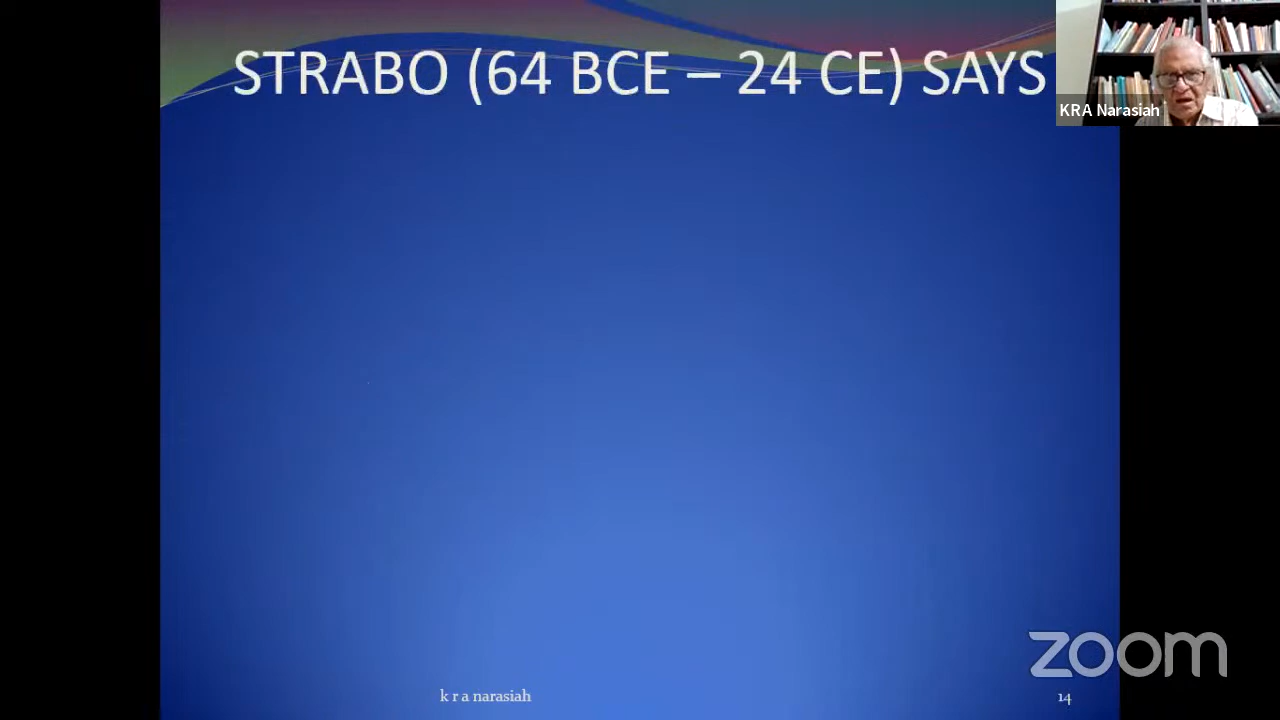 STRABO (64 BCE – 24 CE) SAYS
KRA Narasiah
zoom
k r a narasiah
14